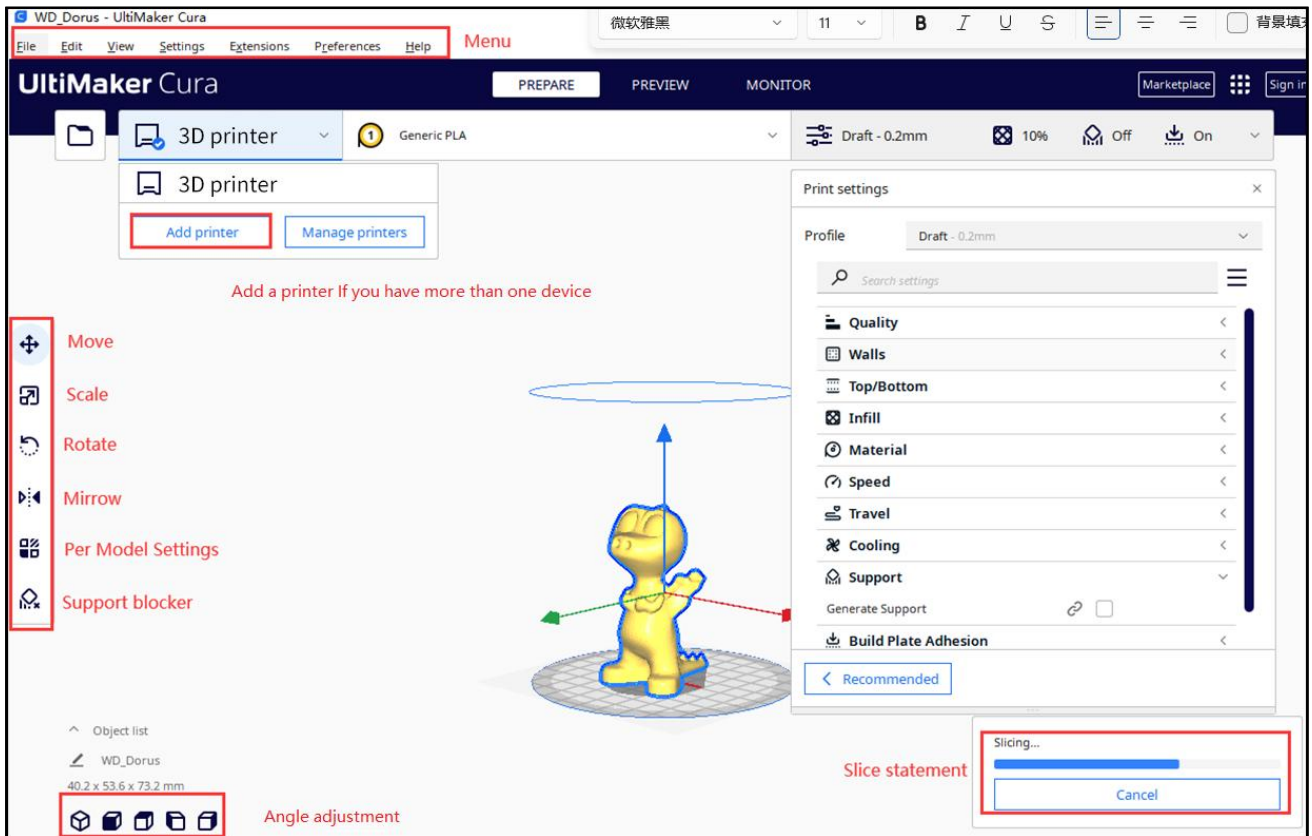 WD_Dorus - UltiMaker Cura
微软雅黑 11 B I U S 背景填
File Edit View Settings Extensions Preferences Help Menu
UltiMaker Cura PREPARE PREVIEW MONITOR Marketplace Sign in
3D printer 1 Generic PLA Draft - 0.2mm 10% Off On
3D printer
Add printer Manage printers
Add a printer If you have more than one device
Print settings
Profile Draft - 0.2mm
Search settings
Quality
Walls
Top/Bottom
Infill
Material
Speed
Travel
Cooling
Support
Generate Support
Build Plate Adhesion
Recommended
Move
Scale
Rotate
Mirrow
Per Model Settings
Support blocker
Object list
WD_Dorus
40.2 x 53.6 x 73.2 mm
Angle adjustment
Slice statement
Slicing...
Cancel